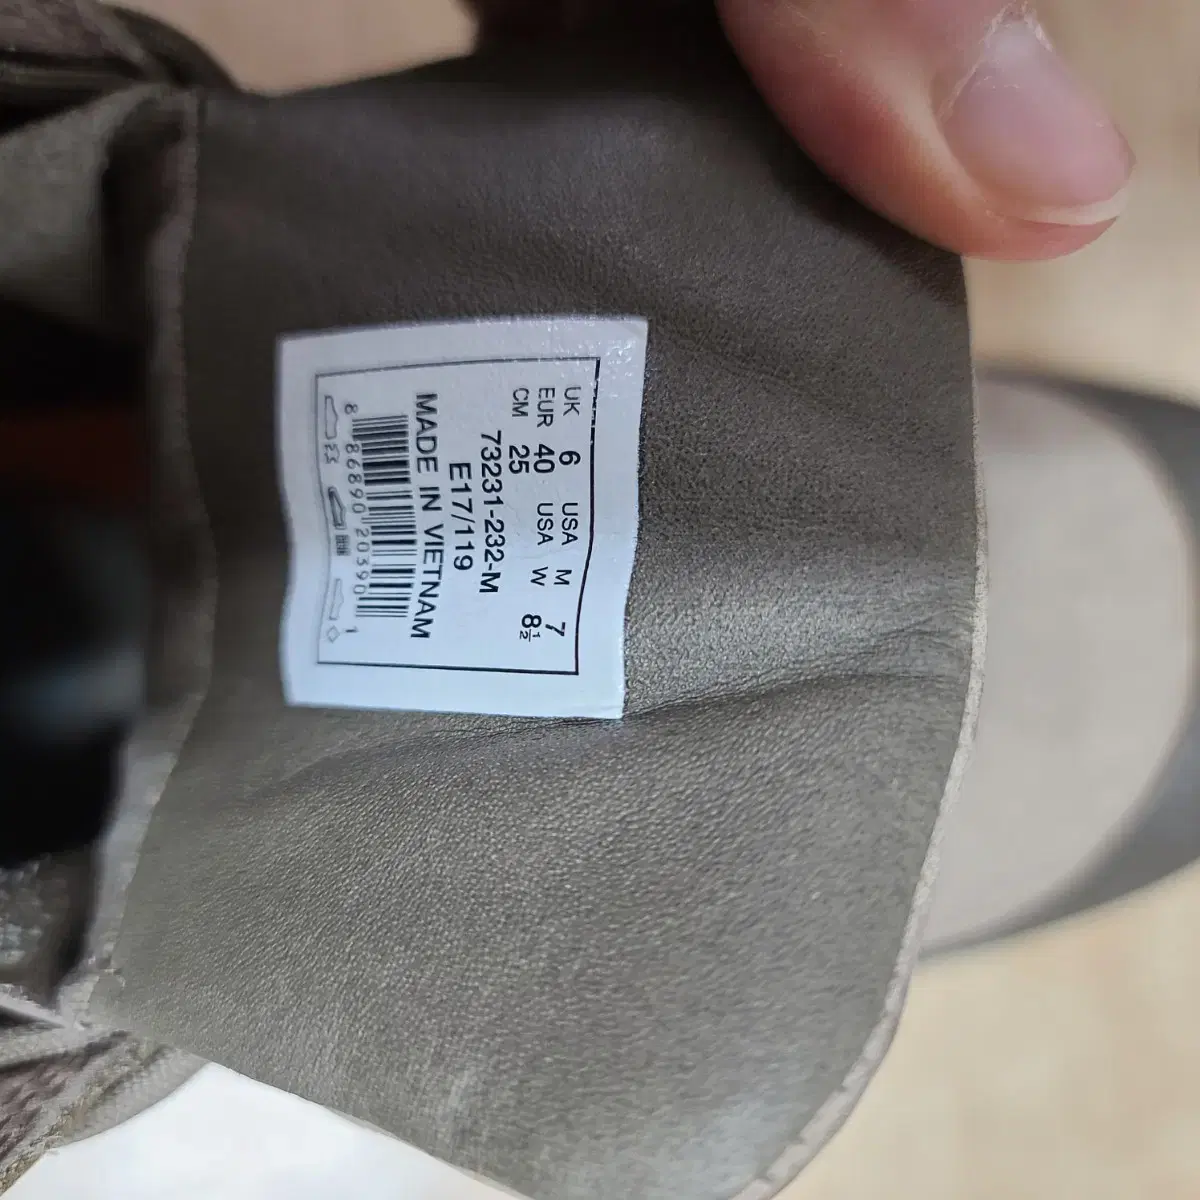 UK 6 USA M 7
EUR 40 USA W 8½
CM 25
73231-232-M
E17/119
MADE IN VIETNAM
8 86890 20390 1